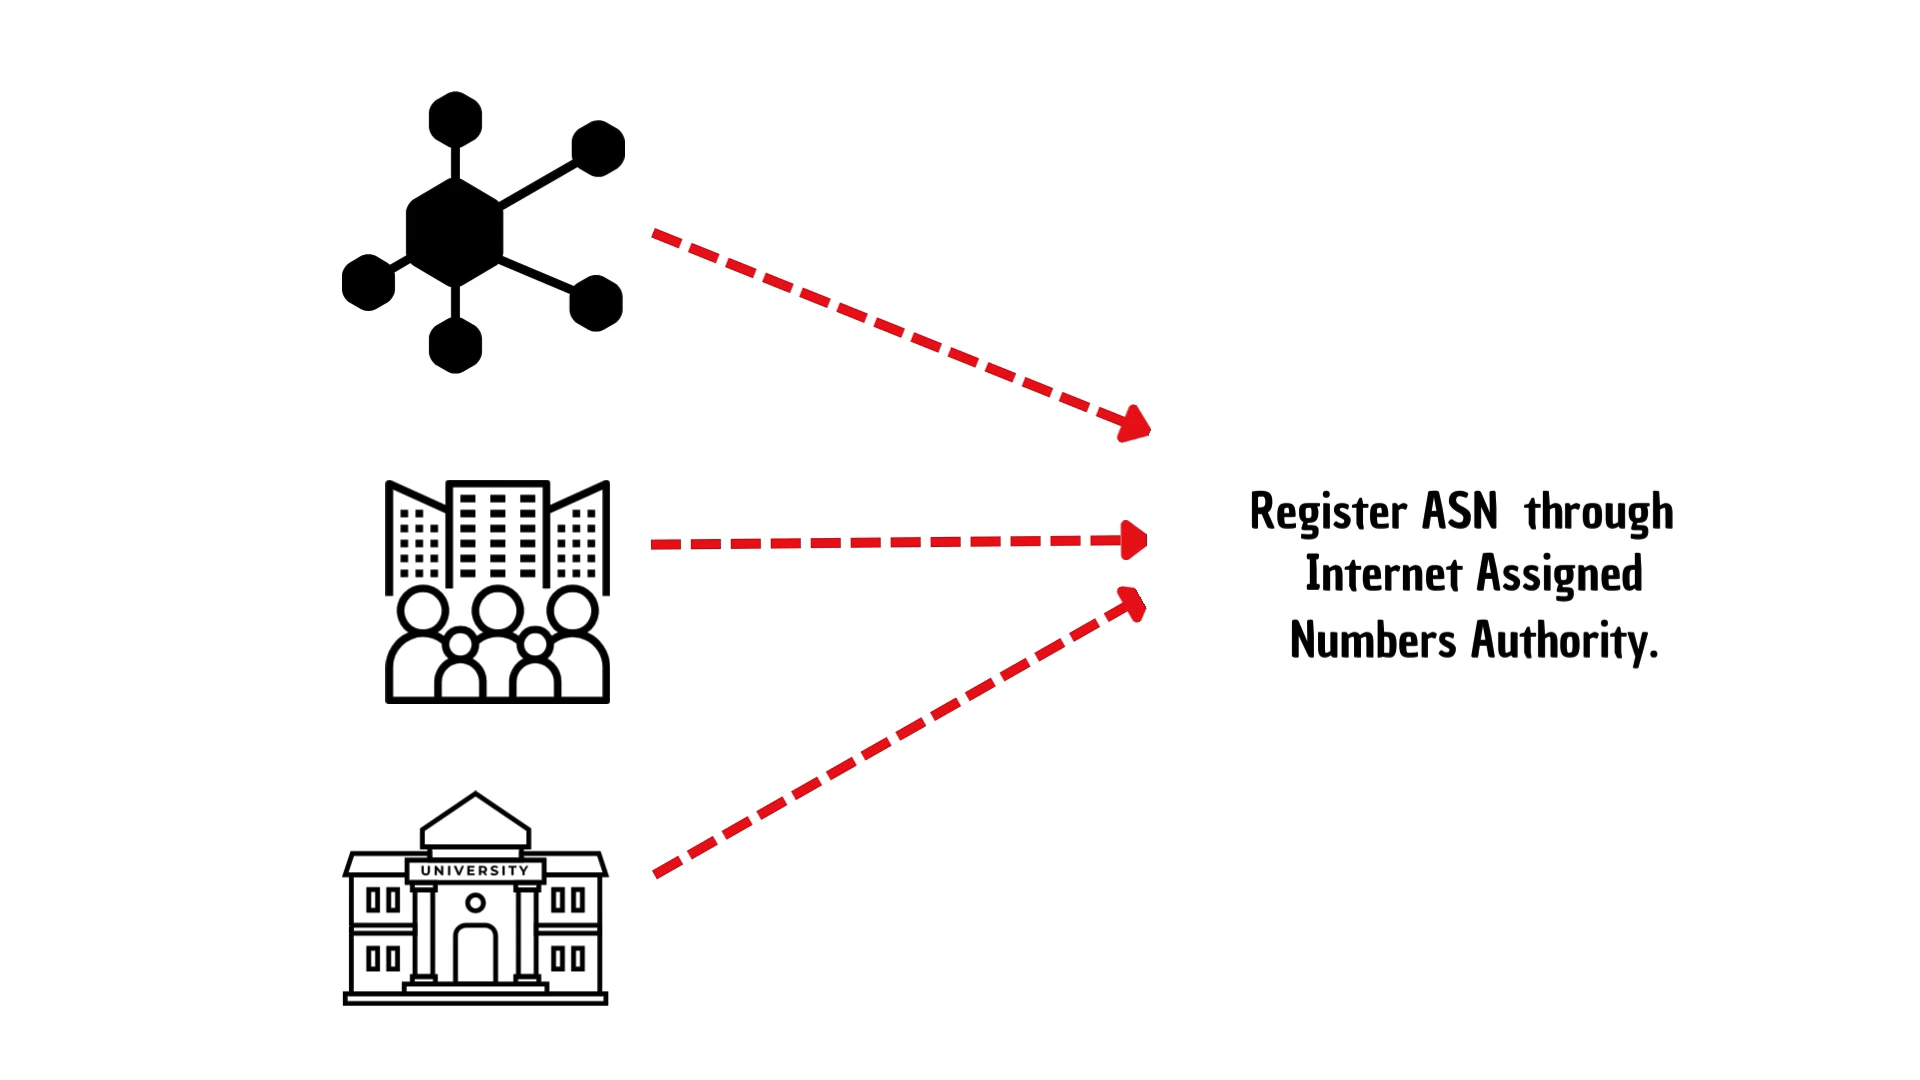 Register ASN through
Internet Assigned
Numbers Authority.
UNIVERSITY